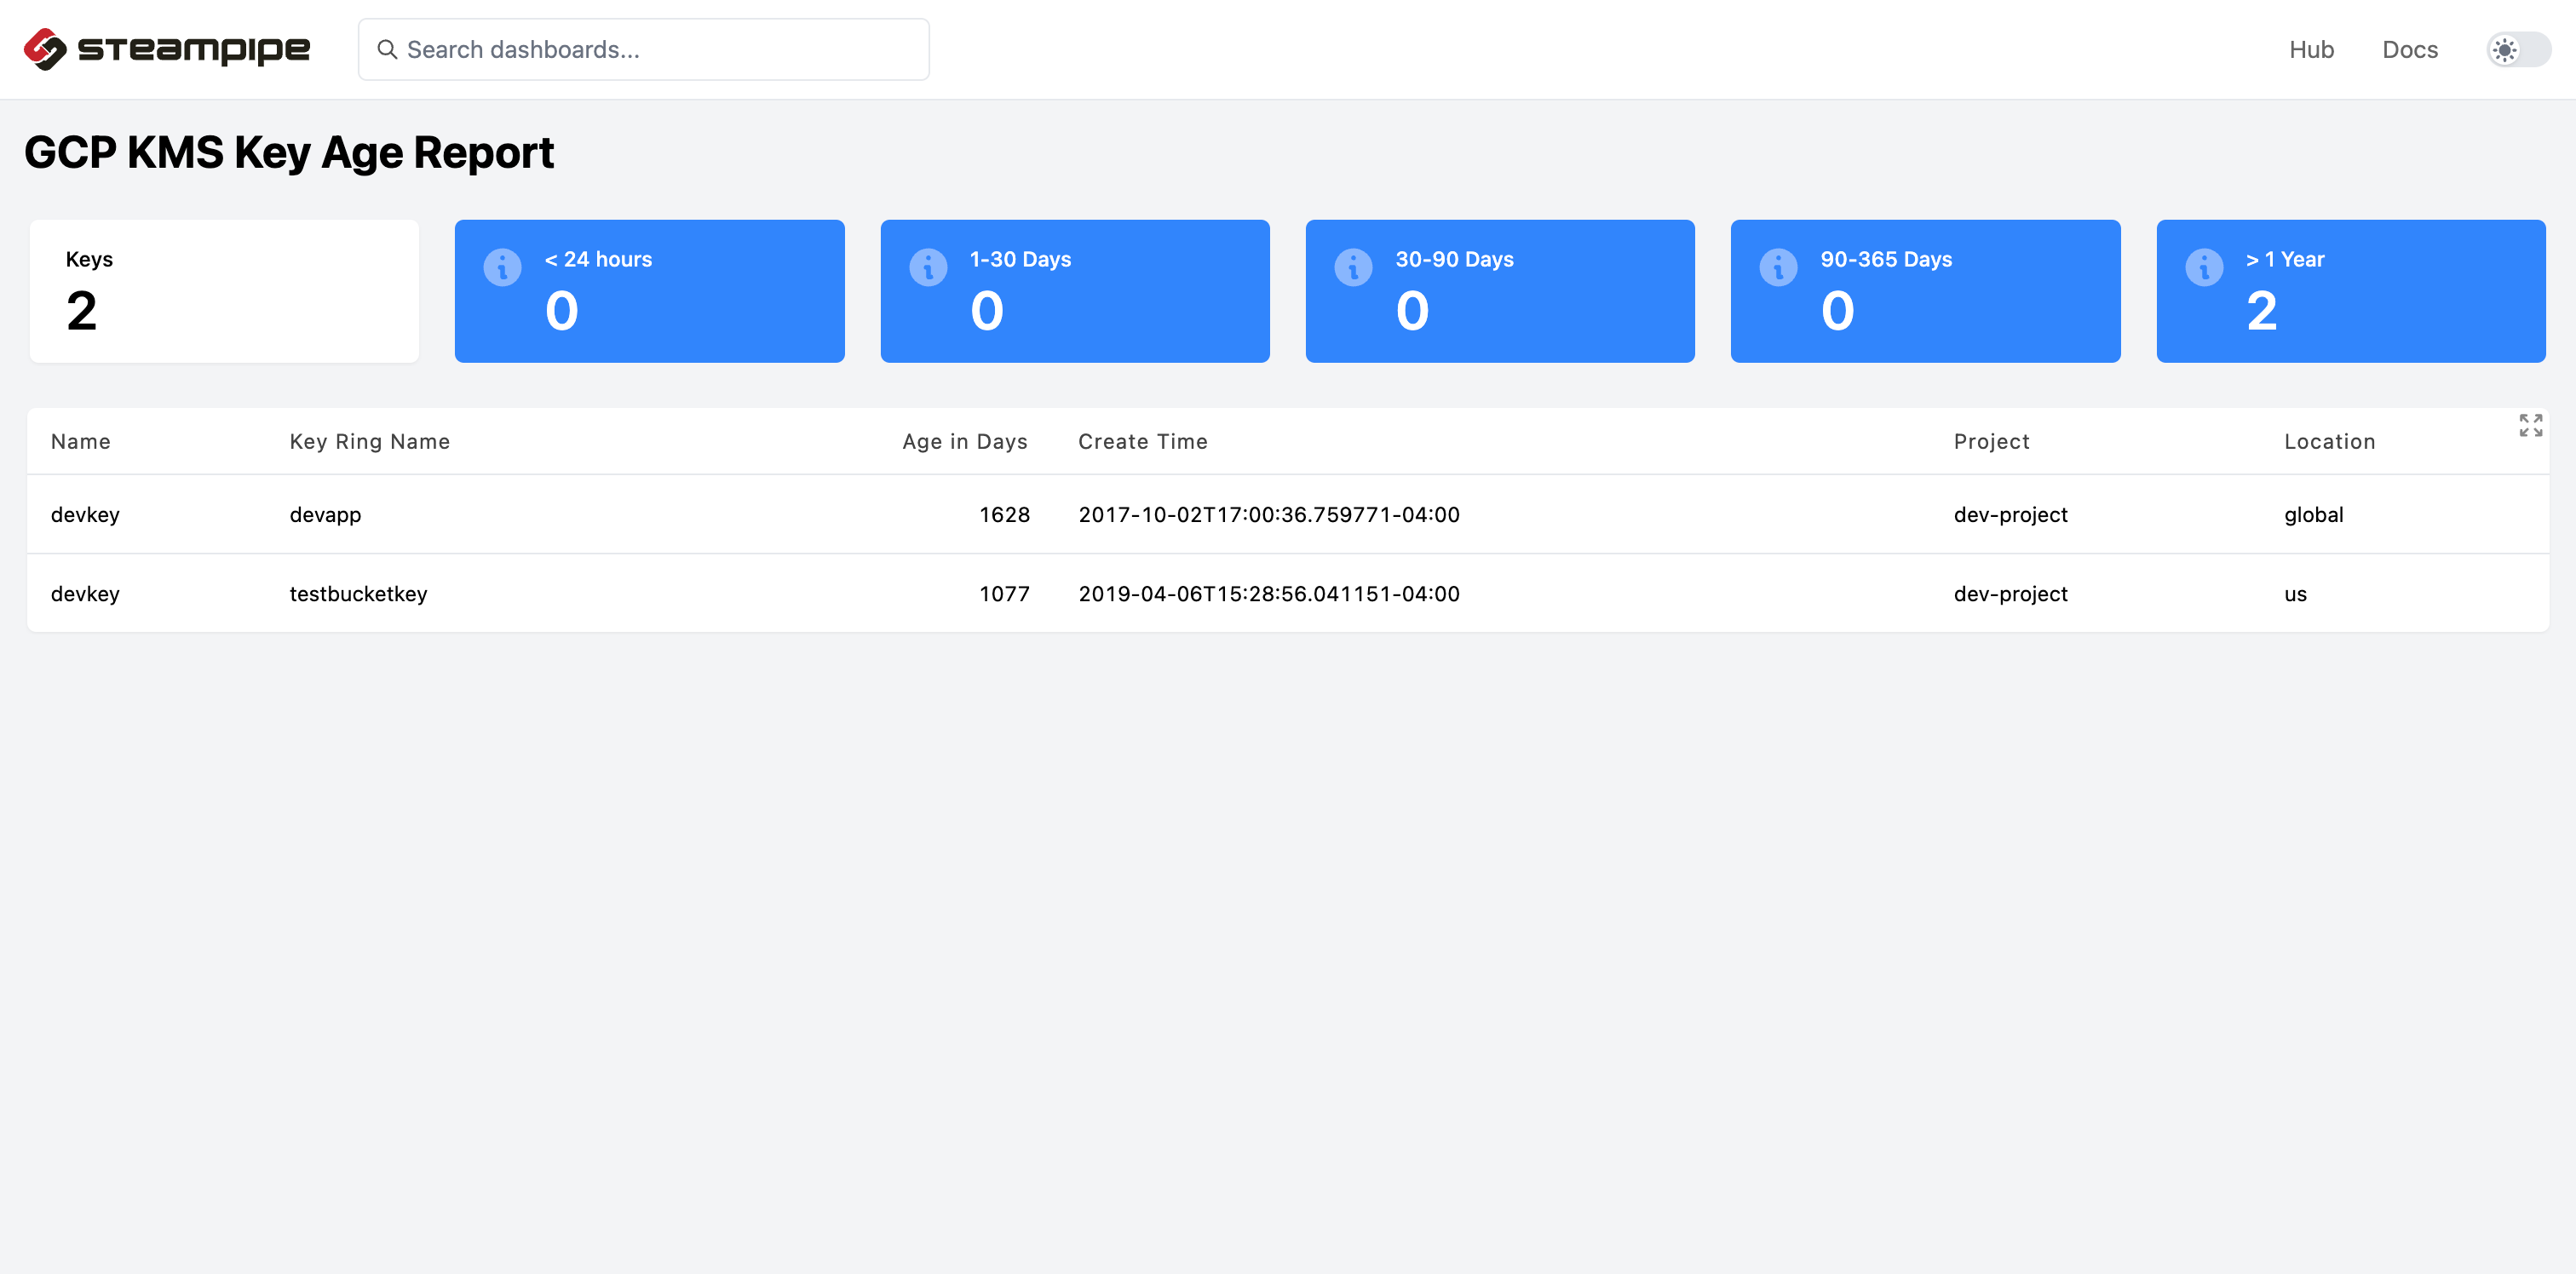 steampipe Search dashboards... Hub Docs
GCP KMS Key Age Report
Keys < 24 hours 1-30 Days 30-90 Days 90-365 Days > 1 Year
2 0 0 0 0 2
Name Key Ring Name Age in Days Create Time Project Location
devkey devapp 1628 2017-10-02T17:00:36.759771-04:00 dev-project global
devkey testbucketkey 1077 2019-04-06T15:28:56.041151-04:00 dev-project us